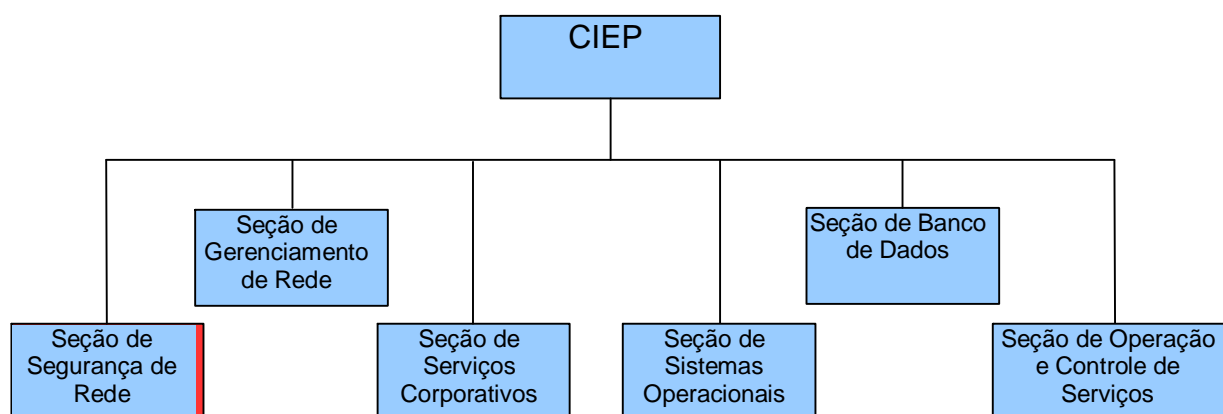 CIEP
Seção de
Gerenciamento
de Rede
Seção de Banco
de Dados
Seção de
Segurança de
Rede
Seção de
Serviços
Corporativos
Seção de
Sistemas
Operacionais
Seção de Operação
e Controle de
Serviços